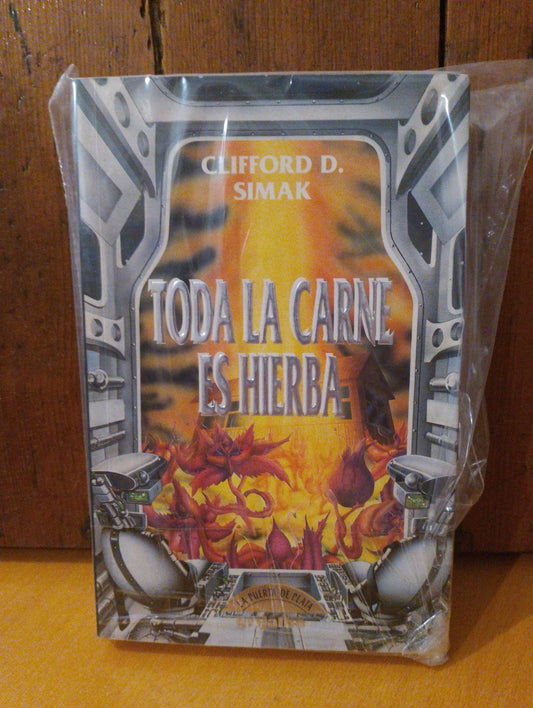 CLIFFORD D.
SIMAK
TODA LA CARNE
ES HIERBA
LA PUERTA DE PLATA